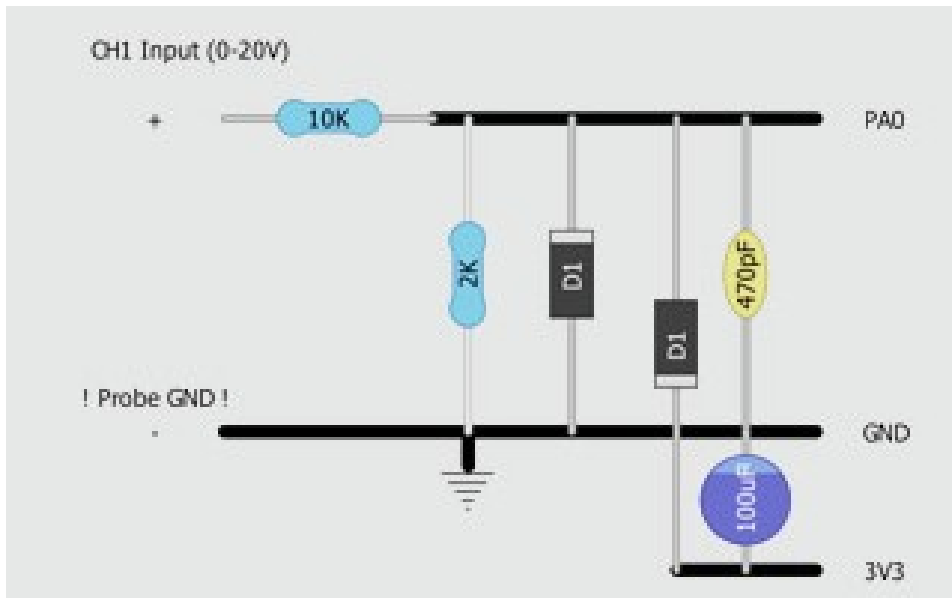 CH1 Input (0-20V)
+
10K
PA0
2K
D1
D1
470pF
! Probe GND !
-
GND
100uF
3V3